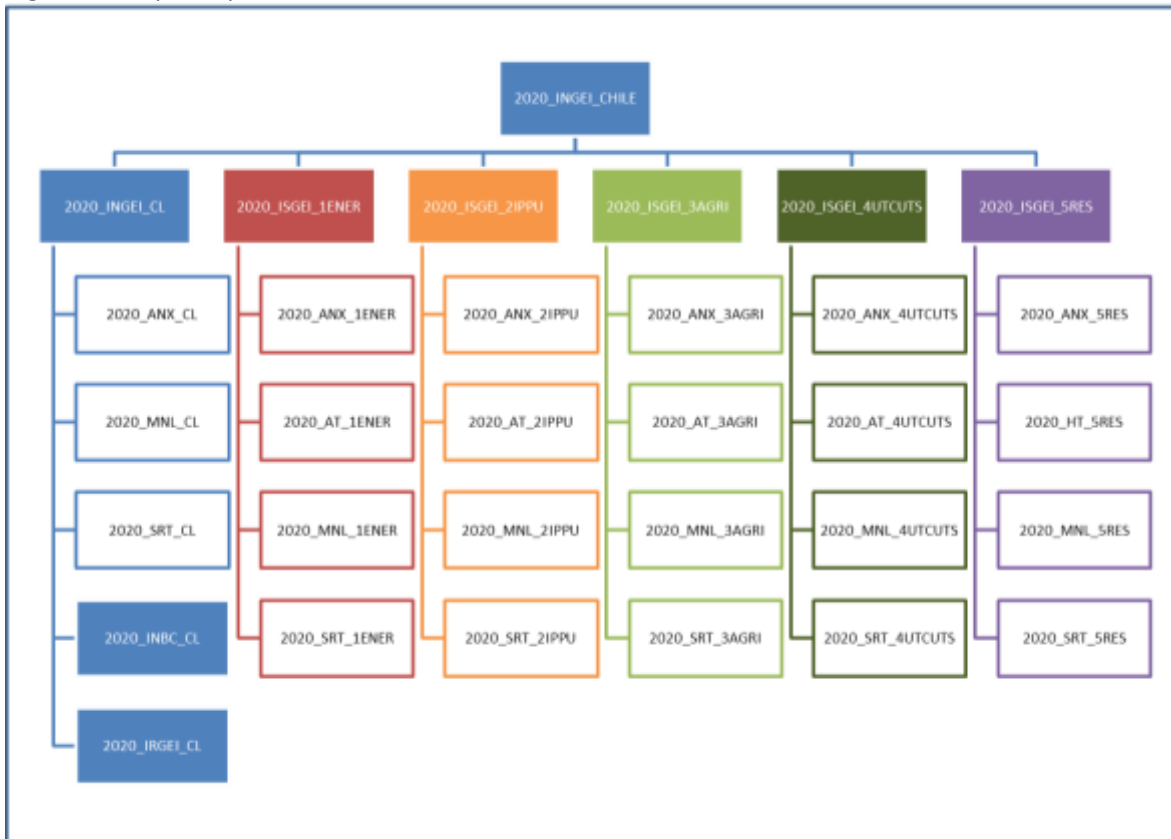 2020_INGEI_CHILE
2020_INGEI_CL
2020_ISGEI_1ENER
2020_ISGEI_2IPPU
2020_ISGEI_3AGRI
2020_ISGEI_4UTCUTS
2020_ISGEI_5RES
2020_ANX_CL
2020_ANX_1ENER
2020_ANX_2IPPU
2020_ANX_3AGRI
2020_ANX_4UTCUTS
2020_ANX_5RES
2020_MNL_CL
2020_AT_1ENER
2020_AT_2IPPU
2020_AT_3AGRI
2020_AT_4UTCUTS
2020_HT_5RES
2020_SRT_CL
2020_MNL_1ENER
2020_MNL_2IPPU
2020_MNL_3AGRI
2020_MNL_4UTCUTS
2020_MNL_5RES
2020_INBC_CL
2020_SRT_1ENER
2020_SRT_2IPPU
2020_SRT_3AGRI
2020_SRT_4UTCUTS
2020_SRT_5RES
2020_IRGEI_CL